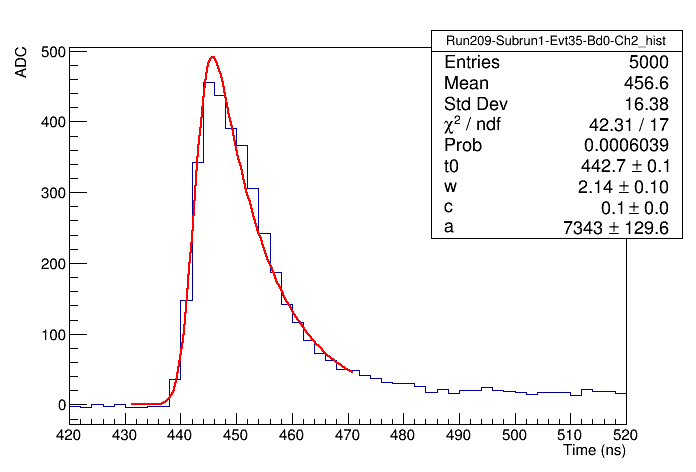 Run209-Subrun1-Evt35-Bd0-Ch2_hist
Entries 5000
Mean 456.6
Std Dev 16.38
χ² / ndf 42.31 / 17
Prob 0.0006039
t0 442.7 ± 0.1
w 2.14 ± 0.10
c 0.1 ± 0.0
a 7343 ± 129.6
ADC
500
400
300
200
100
0
420 430 440 450 460 470 480 490 500 510 520
Time (ns)